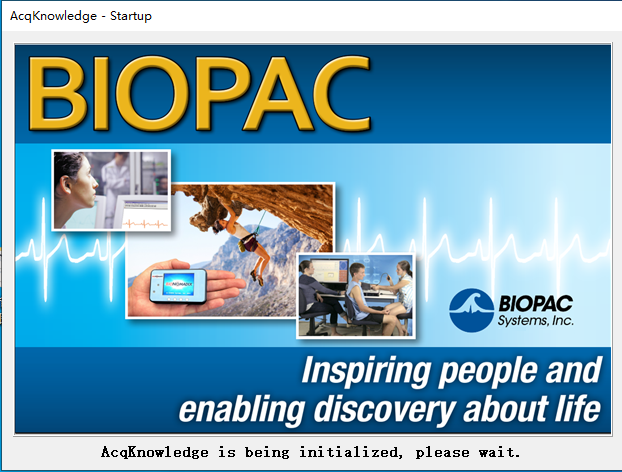 AcqKnowledge - Startup
BIOPAC
BIOPAC
Systems, Inc.
Inspiring people and
enabling discovery about life
AcqKnowledge is being initialized, please wait.